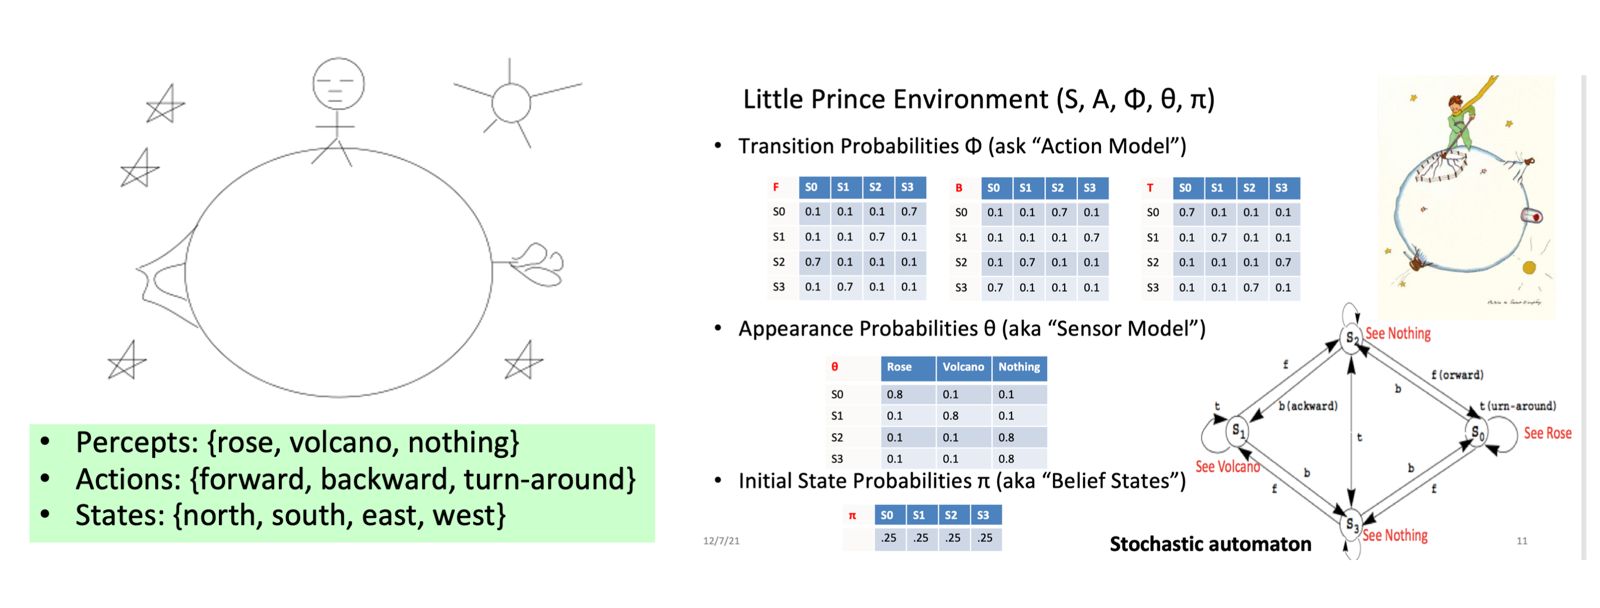 • Percepts: {rose, volcano, nothing}
• Actions: {forward, backward, turn-around}
• States: {north, south, east, west}
Little Prince Environment (S, A, Φ, θ, π)
• Transition Probabilities Φ (ask “Action Model”)
F S0 S1 S2 S3
S0 0.1 0.1 0.1 0.7
S1 0.1 0.1 0.7 0.1
S2 0.7 0.1 0.1 0.1
S3 0.1 0.7 0.1 0.1
B S0 S1 S2 S3
S0 0.1 0.1 0.7 0.1
S1 0.1 0.1 0.1 0.7
S2 0.1 0.7 0.1 0.1
S3 0.7 0.1 0.1 0.1
T S0 S1 S2 S3
S0 0.7 0.1 0.1 0.1
S1 0.1 0.7 0.1 0.1
S2 0.1 0.1 0.1 0.7
S3 0.1 0.1 0.7 0.1
• Appearance Probabilities θ (aka “Sensor Model”)
θ Rose Volcano Nothing
S0 0.8 0.1 0.1
S1 0.1 0.8 0.1
S2 0.1 0.1 0.8
S3 0.1 0.1 0.8
• Initial State Probabilities π (aka “Belief States”)
π S0 S1 S2 S3
.25 .25 .25 .25
S2 See Nothing
f
f(orward)
b
t
b(ackward)
t(urn-around)
S1
S0 See Rose
t
See Volcano
b
b
f
f
S3 See Nothing
Stochastic automaton
12/7/21
11